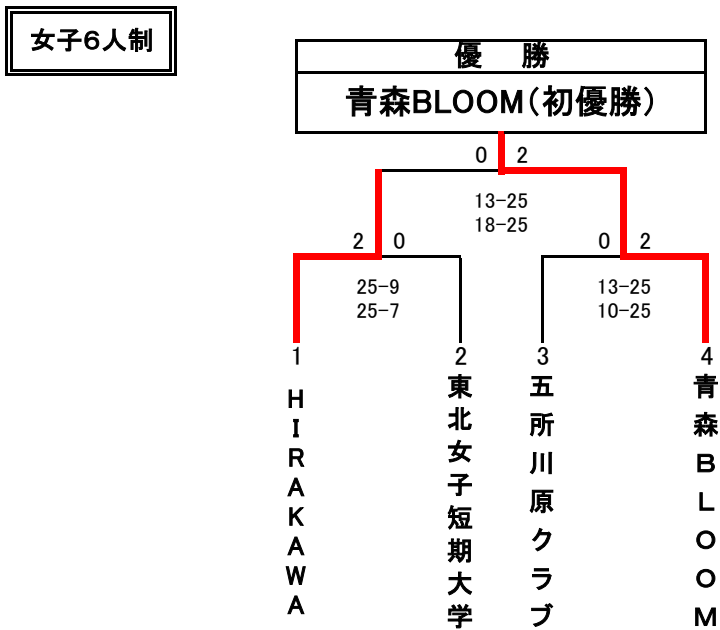 女子6人制
優　勝
青森BLOOM(初優勝)
0 2
13-25
18-25
2 0
0 2
25-9
25-7
13-25
10-25
1
2
3
4
HIRAKAWA
東北女子短期大学
五所川原クラブ
青森BLOOM